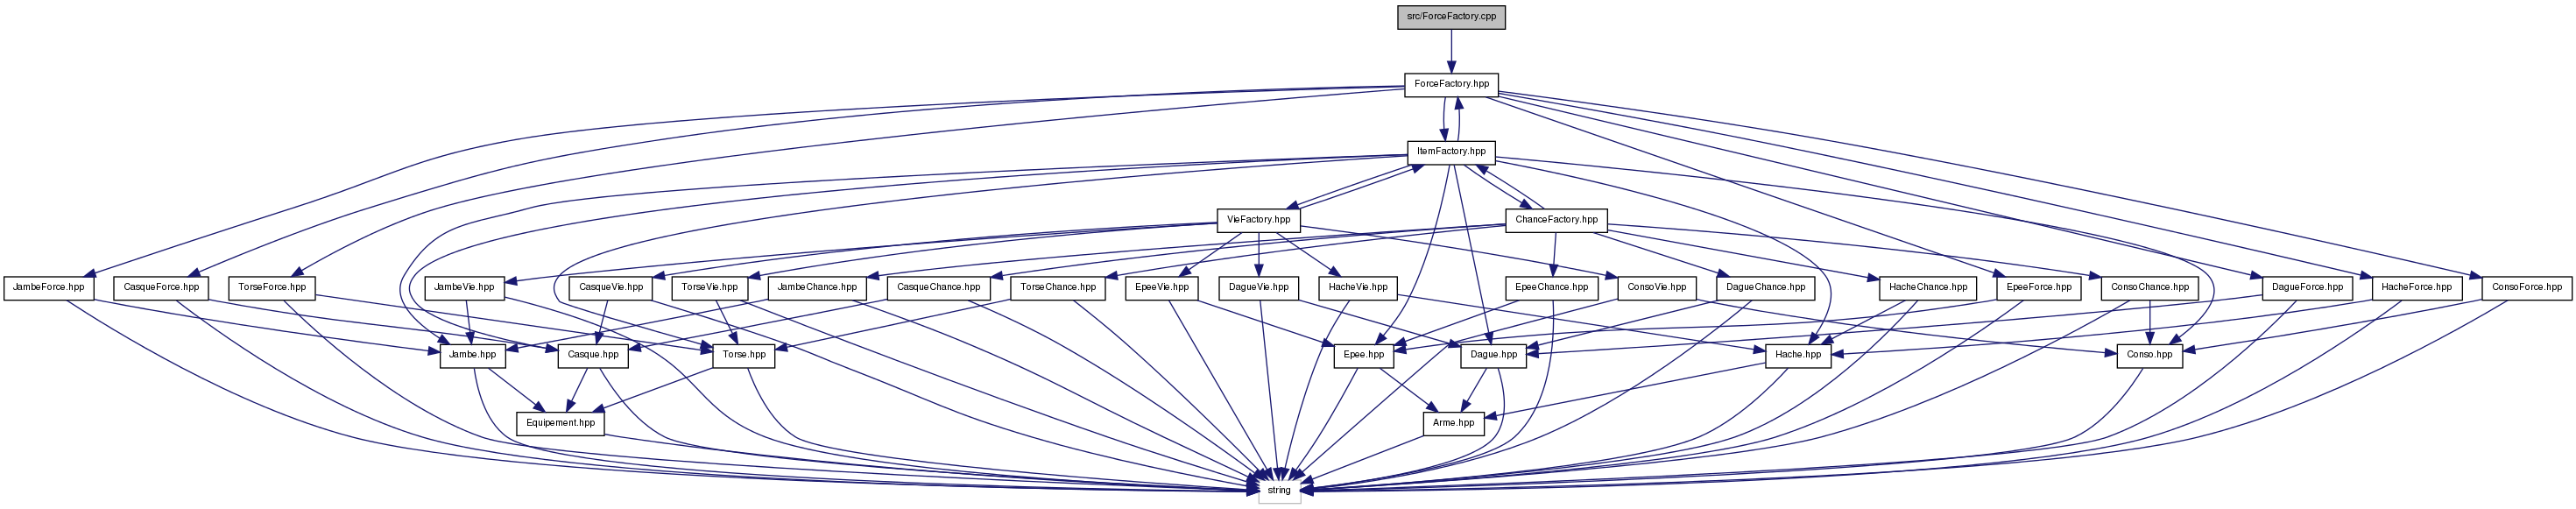 src/ForceFactory.cpp
ForceFactory.hpp
ItemFactory.hpp
VieFactory.hpp
ChanceFactory.hpp
JambeForce.hpp
CasqueForce.hpp
TorseForce.hpp
JambeVie.hpp
CasqueVie.hpp
TorseVie.hpp
JambeChance.hpp
CasqueChance.hpp
TorseChance.hpp
EpeeVie.hpp
DagueVie.hpp
HacheVie.hpp
EpeeChance.hpp
ConsoVie.hpp
DagueChance.hpp
HacheChance.hpp
EpeeForce.hpp
ConsoChance.hpp
DagueForce.hpp
HacheForce.hpp
ConsoForce.hpp
Jambe.hpp
Casque.hpp
Torse.hpp
Epee.hpp
Dague.hpp
Hache.hpp
Conso.hpp
Equipement.hpp
Arme.hpp
string